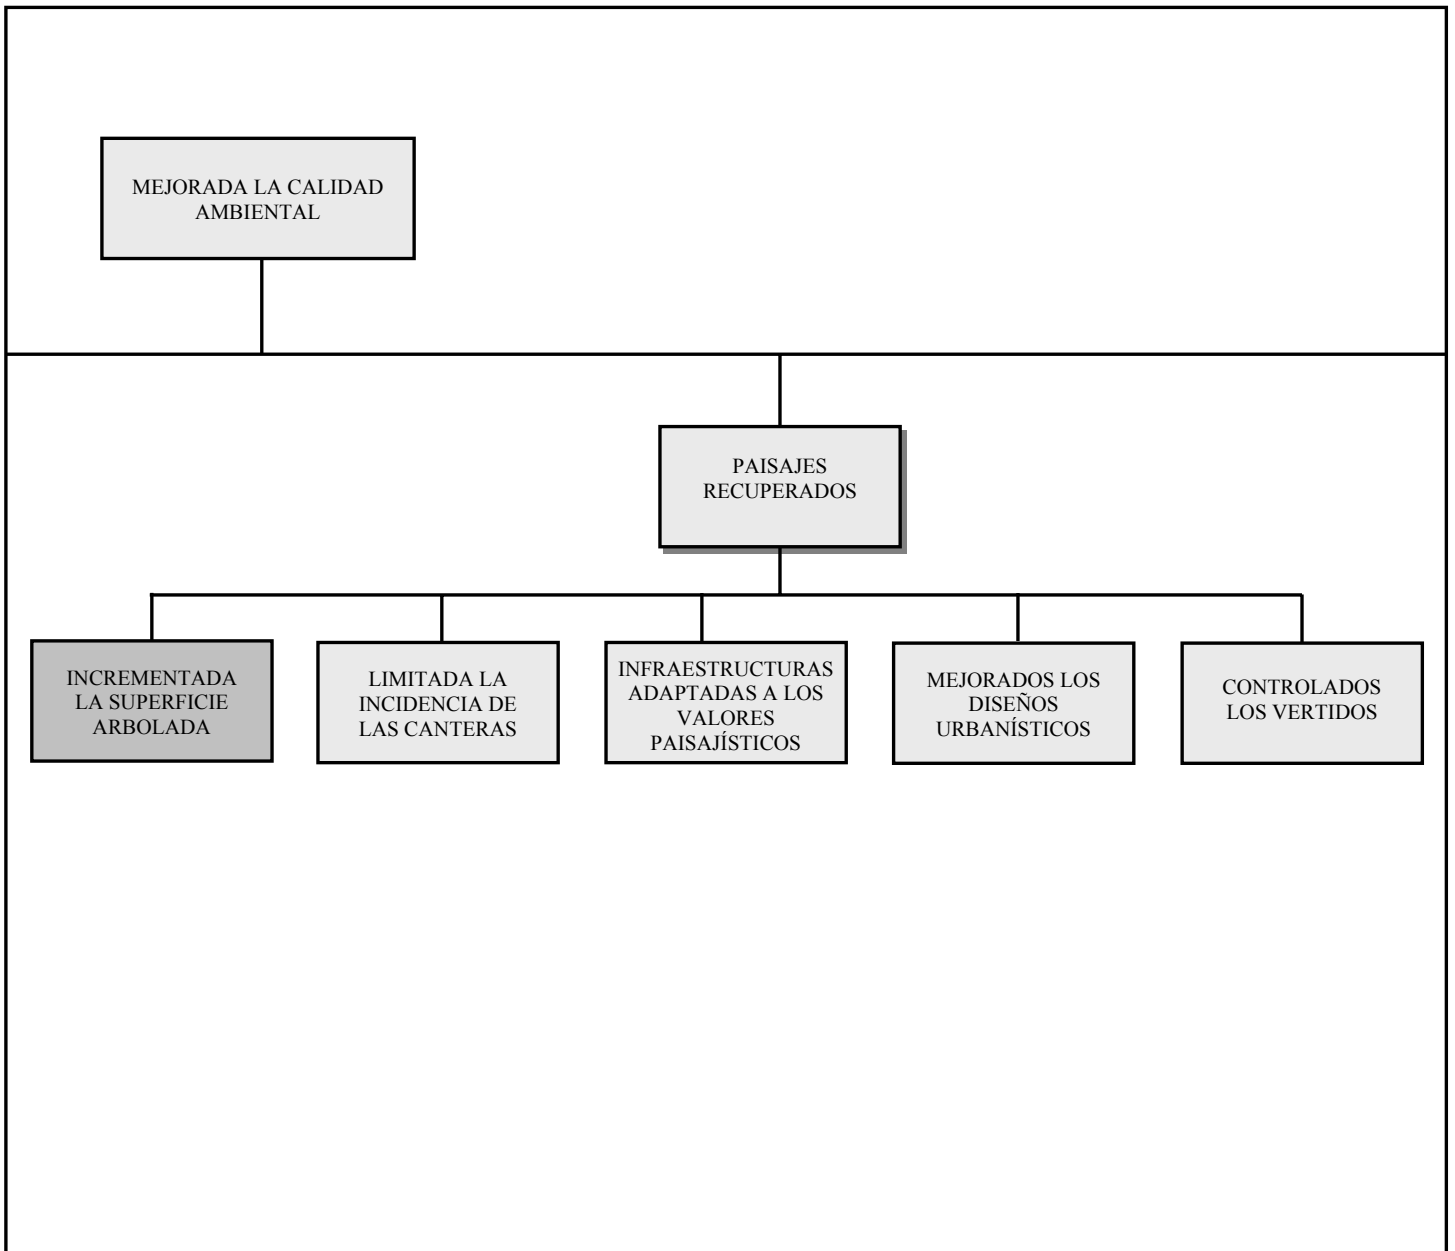 MEJORADA LA CALIDAD
AMBIENTAL
PAISAJES
RECUPERADOS
INCREMENTADA
LA SUPERFICIE
ARBOLADA
LIMITADA LA
INCIDENCIA DE
LAS CANTERAS
INFRAESTRUCTURAS
ADAPTADAS A LOS
VALORES
PAISAJÍSTICOS
MEJORADOS LOS
DISEÑOS
URBANÍSTICOS
CONTROLADOS
LOS VERTIDOS